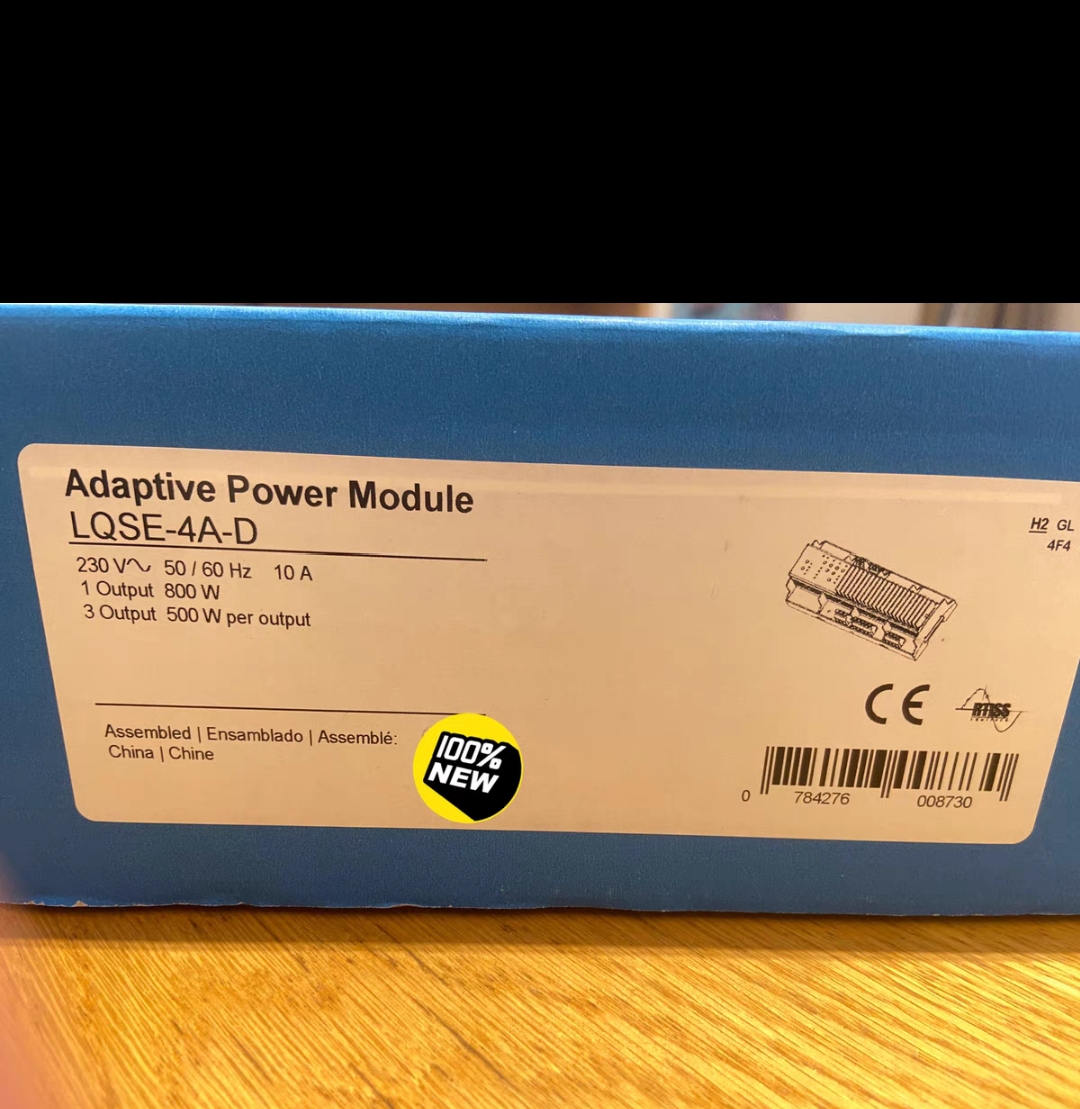 Adaptive Power Module
LQSE-4A-D
230 V 50 / 60 Hz 10 A
1 Output 800 W
3 Output 500 W per output
Assembled | Ensamblado | Assemblé:
China | Chine
100%
NEW
H2 GL
4F4
CE
RTISS
0 784276 008730